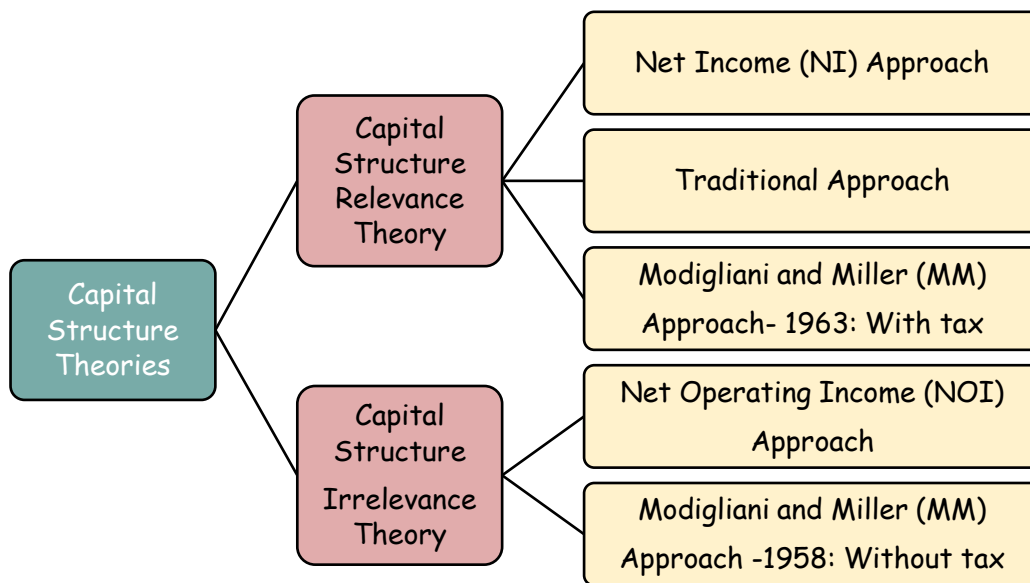 Capital
Structure
Theories
Capital
Structure
Relevance
Theory
Net Income (NI) Approach
Traditional Approach
Modigliani and Miller (MM)
Approach- 1963: With tax
Capital
Structure
Irrelevance
Theory
Net Operating Income (NOI)
Approach
Modigliani and Miller (MM)
Approach -1958: Without tax